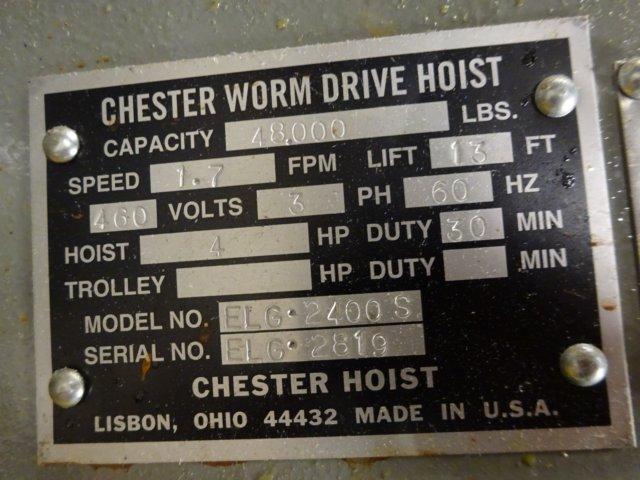 CHESTER WORM DRIVE HOIST
CAPACITY 48000 LBS.
SPEED 1.7 FPM LIFT 13 FT
460 VOLTS 3 PH 60 HZ
HOIST 4 HP DUTY 30 MIN
TROLLEY HP DUTY MIN
MODEL NO. ELG-2400 S
SERIAL NO. ELG-2819
CHESTER HOIST
LISBON, OHIO 44432 MADE IN U.S.A.